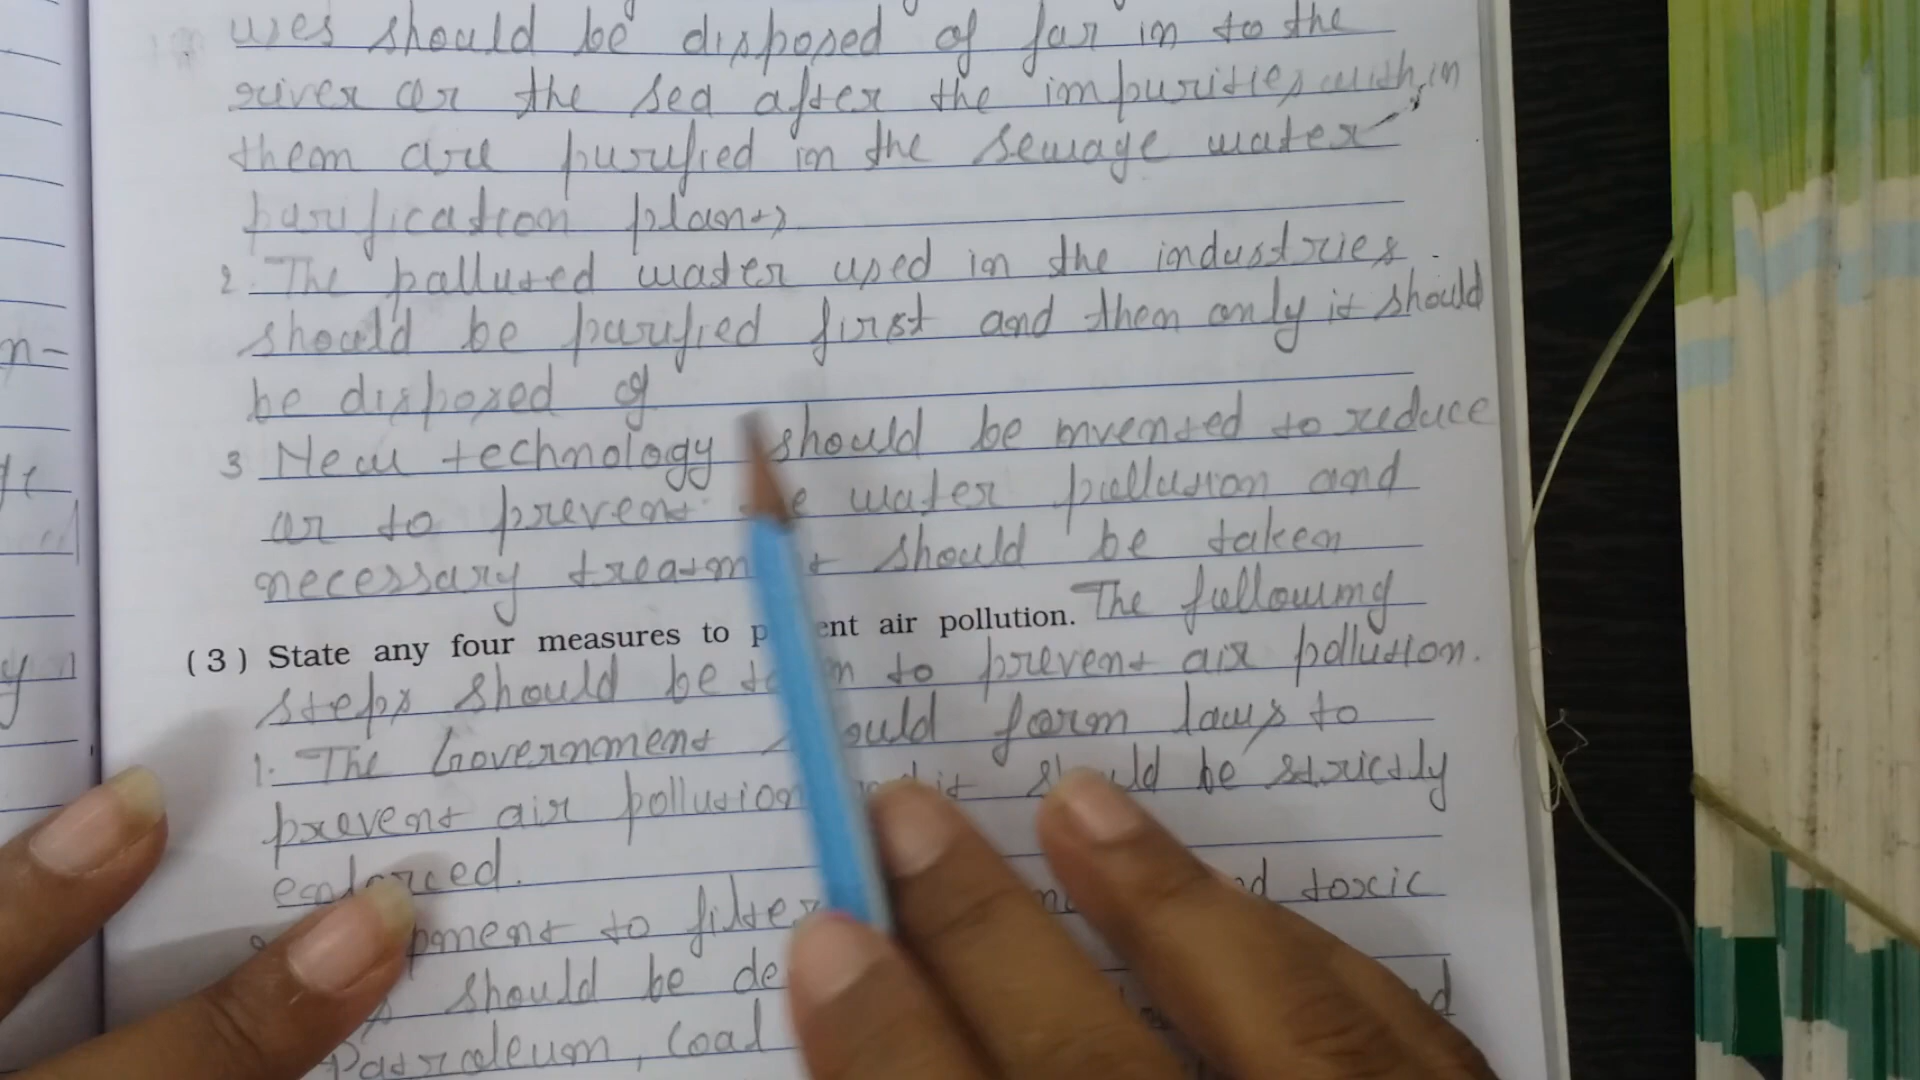 uses should be disposed of far in to the
river or the sea after the impurities with in
them are purified in the sewage water
purification plants
2. The polluted water used in the industries
should be purified first and then only it should
be disposed of
3 New technology should be invented to reduce
or to prevent water pollution and
necessary should be taken
(3) State any four measures to air pollution. The following
steps should be to prevent air pollution.
1. The Government form laws to
prevent air pollution it should be strictly
enforced.
to filter toxic
should be
Patroleum, Coal